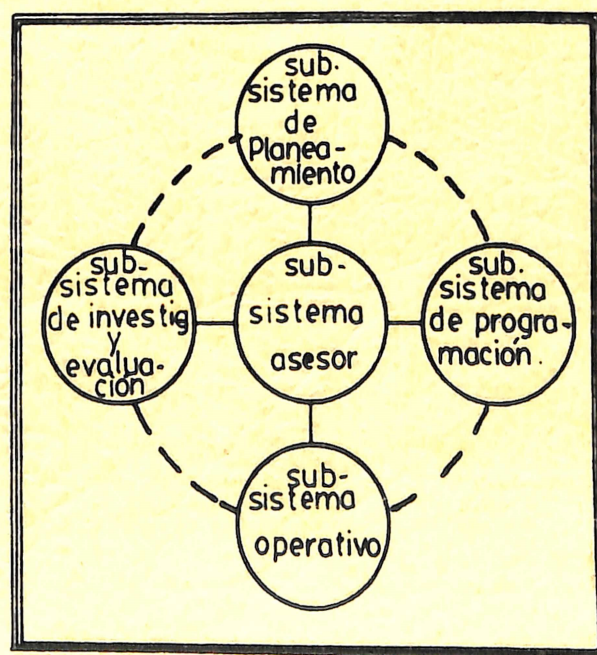 sub.
sistema
de
Planea-
miento
sub-
sistema
de investig
y
evalua-
ción
sub-
sistema
asesor
sub.
sistema
de progra-
mación.
sub-
sistema
operativo